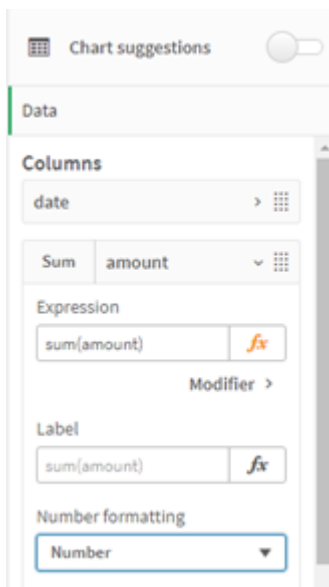 Chart suggestions
Data
Columns
date
Sum amount
Expression
sum(amount) fx
Modifier >
Label
sum(amount) fx
Number formatting
Number